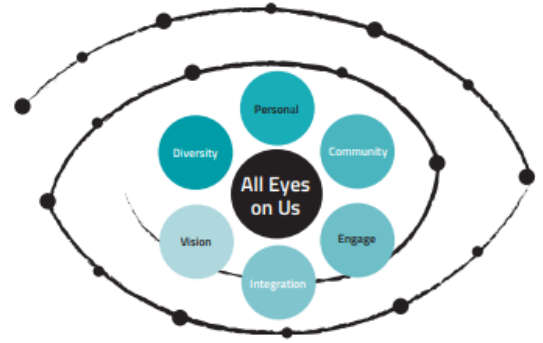 Personal
Diversity
Community
All Eyes
on Us
Vision
Engage
Integration